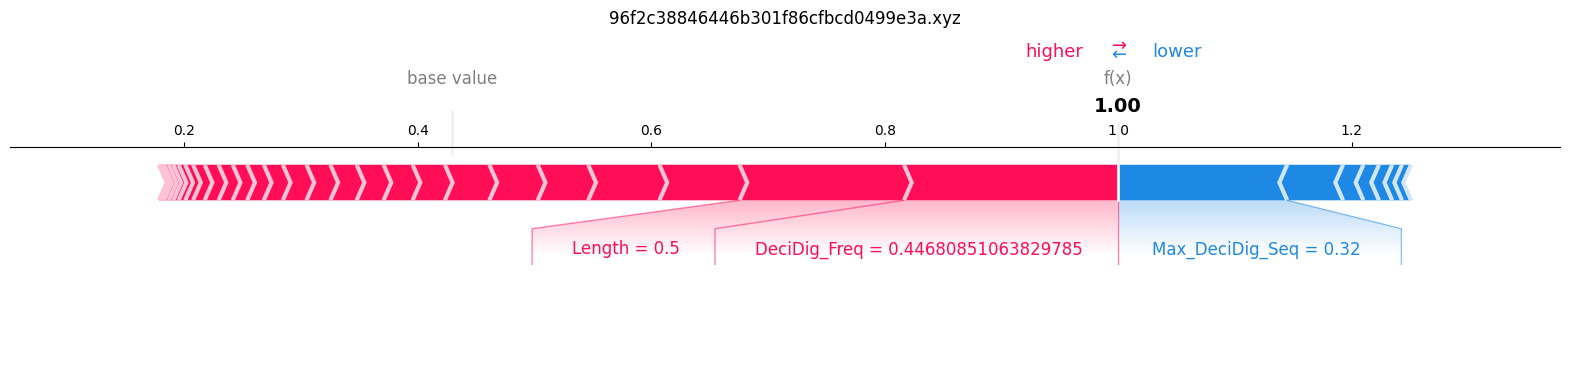 96f2c38846446b301f86cfbcd0499e3a.xyz
higher ⇄ lower
base value f(x)
1.00
0.2 0.4 0.6 0.8 1.0 1.2
Length = 0.5 DeciDig_Freq = 0.44680851063829785 Max_DeciDig_Seq = 0.32